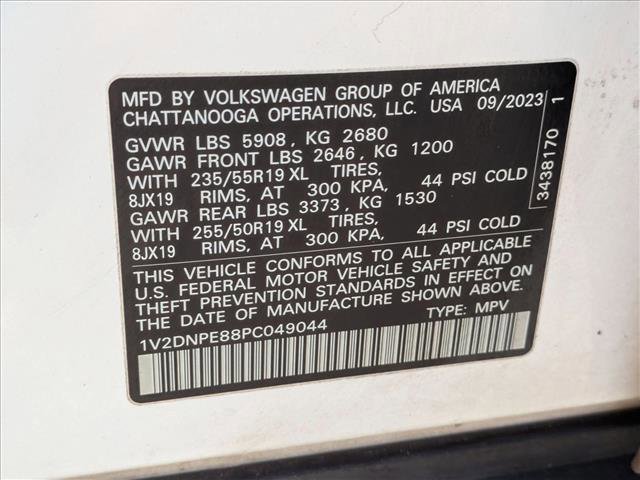 MFD BY VOLKSWAGEN GROUP OF AMERICA
CHATTANOOGA OPERATIONS, LLC. USA 09/2023
GVWR LBS 5908, KG 2680
GAWR FRONT LBS 2646, KG 1200
WITH 235/55R19 XL TIRES,
8JX19 RIMS, AT 300 KPA, 44 PSI COLD
GAWR REAR LBS 3373, KG 1530
WITH 255/50R19 XL TIRES,
8JX19 RIMS, AT 300 KPA, 44 PSI COLD
THIS VEHICLE CONFORMS TO ALL APPLICABLE
U.S. FEDERAL MOTOR VEHICLE SAFETY AND
THEFT PREVENTION STANDARDS IN EFFECT ON
THE DATE OF MANUFACTURE SHOWN ABOVE.
1V2DNPE88PC049044 TYPE: MPV
3438170 1